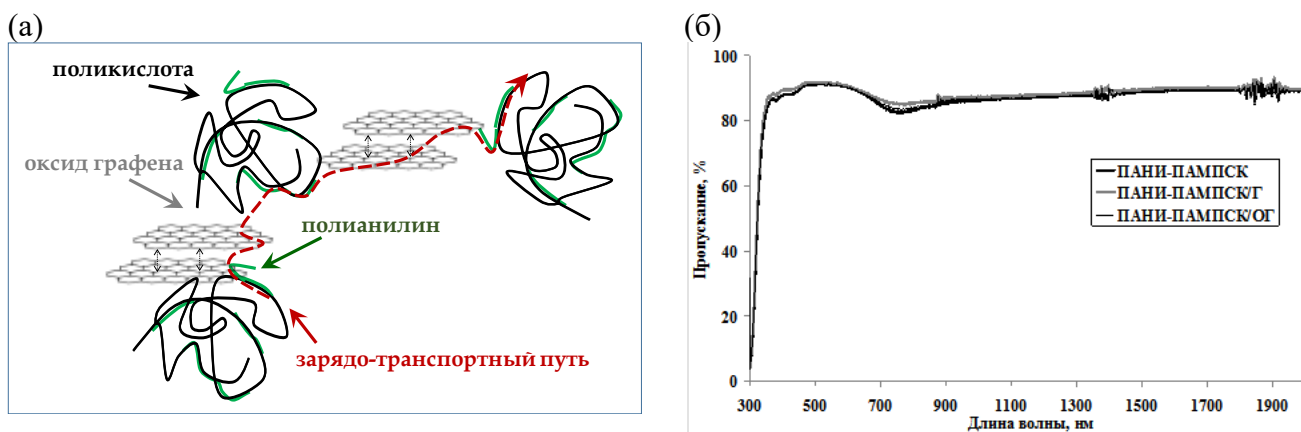 (а)
поликислота
оксид графена
полианилин
зарядо-транспортный путь
(б)
Пропускание, %
100
80
60
40
20
0
300 500 700 900 1100 1300 1500 1700 1900
Длина волны, нм
ПАНИ-ПАМПСК
ПАНИ-ПАМПСК/Г
ПАНИ-ПАМПСК/ОГ